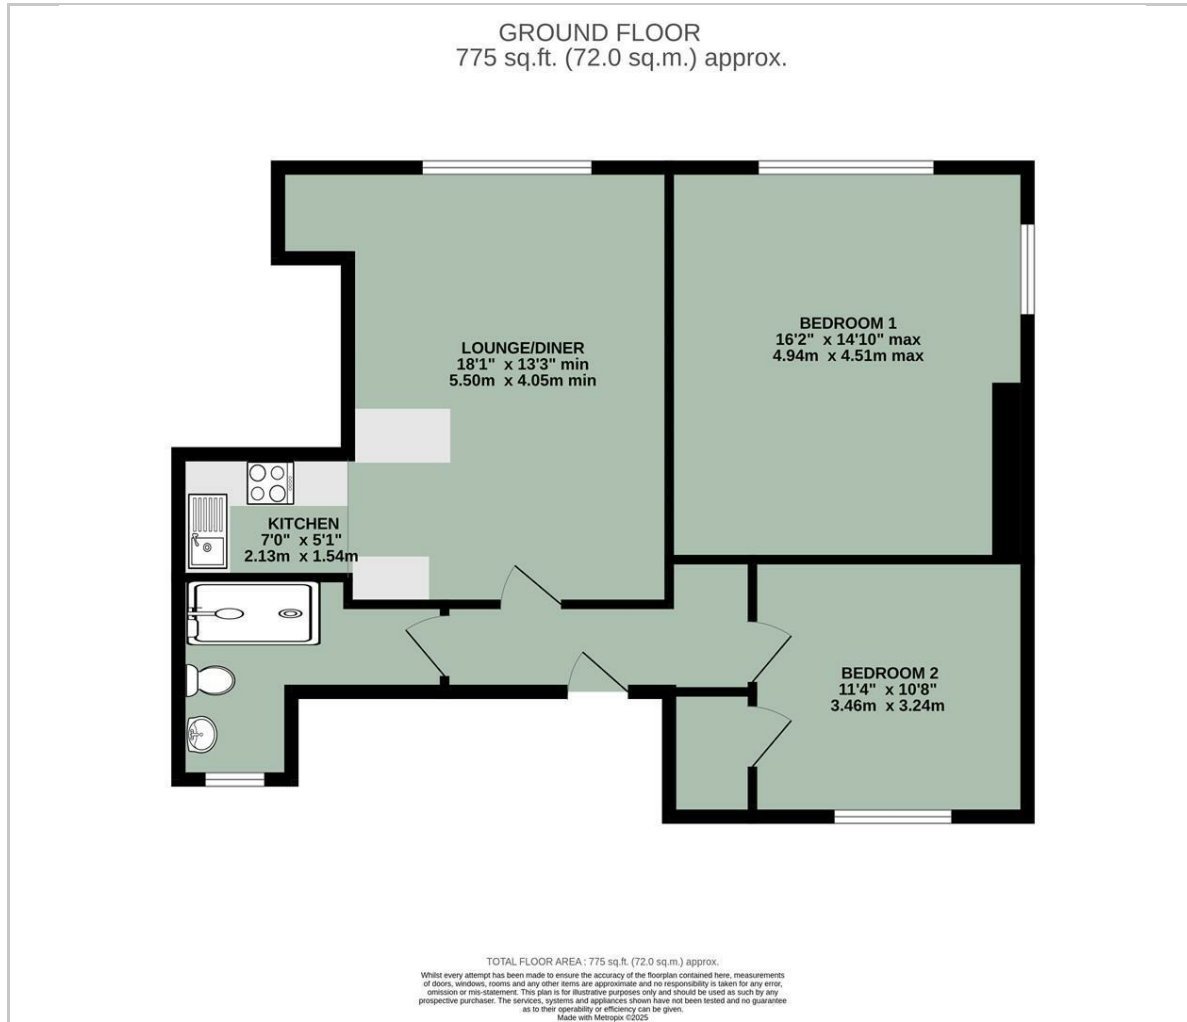 GROUND FLOOR
775 sq.ft. (72.0 sq.m.) approx.
LOUNGE/DINER
18'1" x 13'3" min
5.50m x 4.05m min
BEDROOM 1
16'2" x 14'10" max
4.94m x 4.51m max
KITCHEN
7'0" x 5'1"
2.13m x 1.54m
BEDROOM 2
11'4" x 10'8"
3.46m x 3.24m
TOTAL FLOOR AREA : 775 sq.ft. (72.0 sq.m.) approx.
Whilst every attempt has been made to ensure the accuracy of the floorplan contained here, measurements
of doors, windows, rooms and any other items are approximate and no responsibility is taken for any error,
omission or mis-statement. This plan is for illustrative purposes only and should be used as such by any
prospective purchaser. The services, systems and appliances shown have not been tested and no guarantee
as to their operability or efficiency can be given.
Made with Metropix ©2025